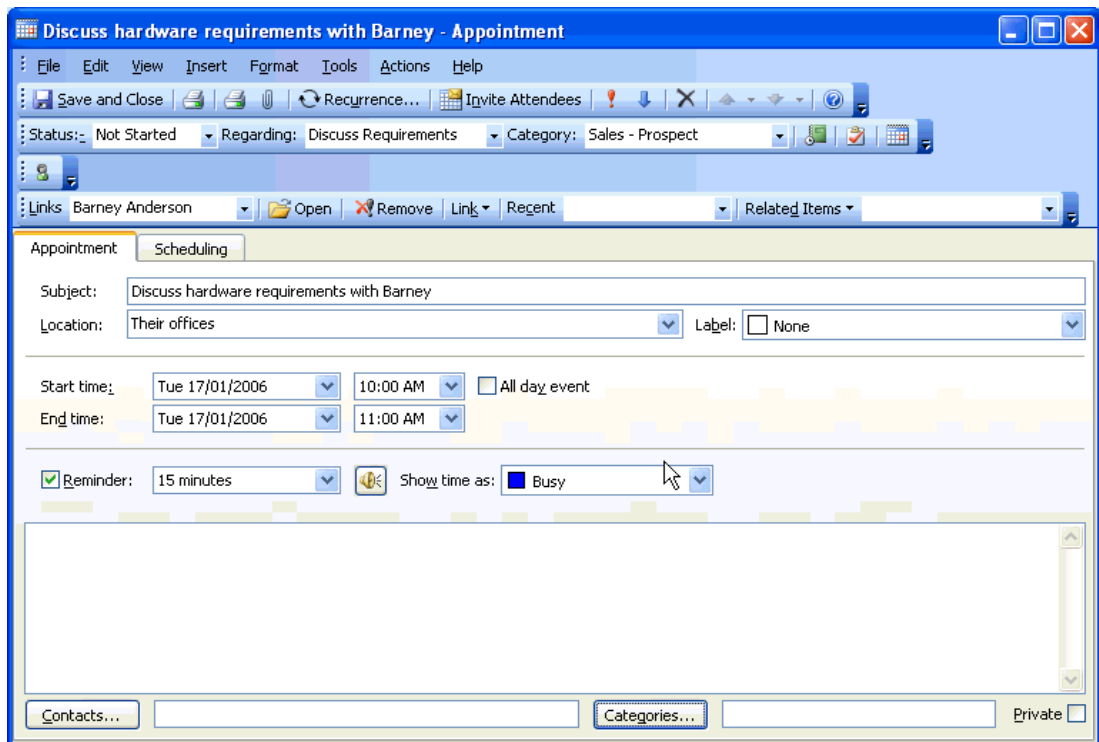 Discuss hardware requirements with Barney - Appointment
File Edit View Insert Format Tools Actions Help
Save and Close Recurrence... Invite Attendees
Status:- Not Started Regarding: Discuss Requirements Category: Sales - Prospect
Links Barney Anderson Open Remove Link Recent Related Items
Appointment Scheduling
Subject: Discuss hardware requirements with Barney
Location: Their offices Label: None
Start time: Tue 17/01/2006 10:00 AM All day event
End time: Tue 17/01/2006 11:00 AM
Reminder: 15 minutes Show time as: Busy
Contacts... Categories... Private